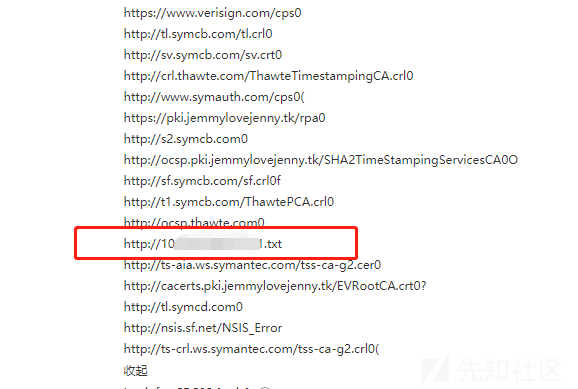 https://www.verisign.com/cps0
http://tl.symcb.com/tl.crl0
http://sv.symcb.com/sv.crt0
http://crl.thawte.com/ThawteTimestampingCA.crl0
http://www.symauth.com/cps0(
https://pki.jemmylovejenny.tk/rpa0
http://s2.symcb.com0
http://ocsp.pki.jemmylovejenny.tk/SHA2TimeStampingServicesCA0O
http://sf.symcb.com/sf.crl0f
http://t1.symcb.com/ThawtePCA.crl0
http://ocsp.thawte.com0
http://10 1.txt
http://ts-aia.ws.symantec.com/tss-ca-g2.cer0
http://cacerts.pki.jemmylovejenny.tk/EVRootCA.crt0?
http://tl.symcd.com0
http://nsis.sf.net/NSIS_Error
http://ts-crl.ws.symantec.com/tss-ca-g2.crl0(
收起
先知社区